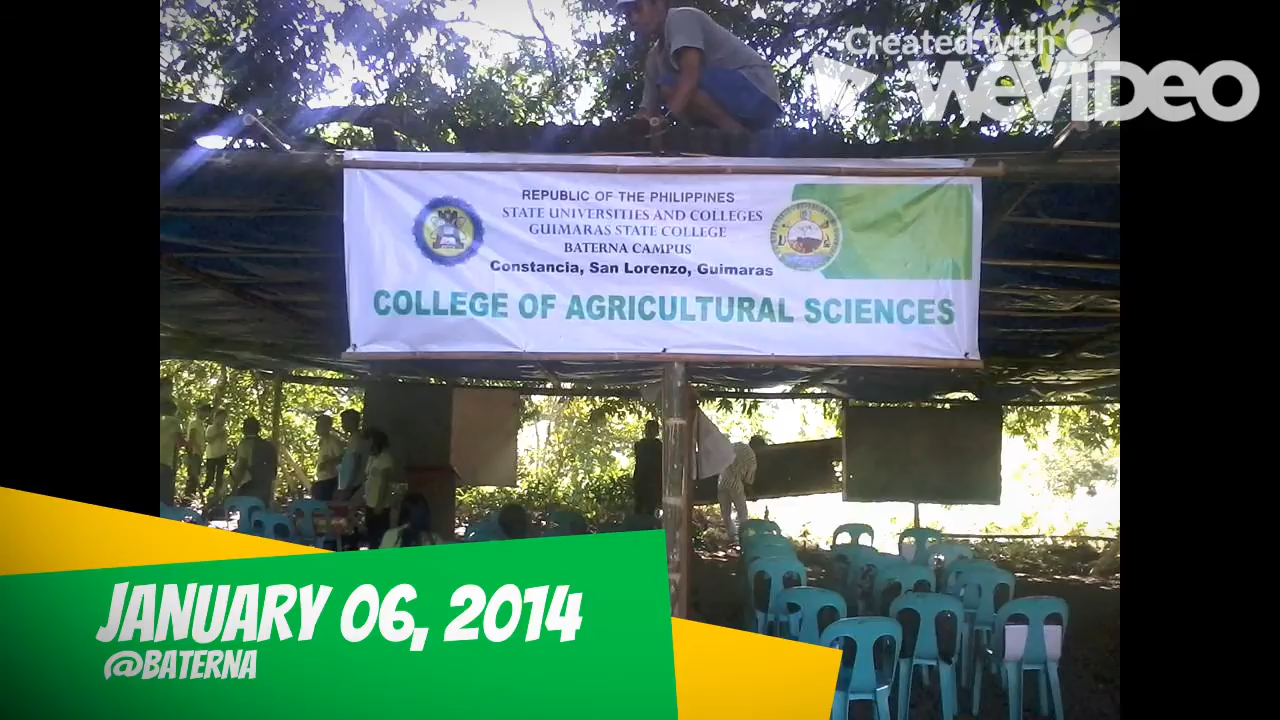 Created with
WEVIDEO
REPUBLIC OF THE PHILIPPINES
STATE UNIVERSITIES AND COLLEGES
GUIMARAS STATE COLLEGE
BATERNA CAMPUS
Constancia, San Lorenzo, Guimaras
COLLEGE OF AGRICULTURAL SCIENCES
JANUARY 06, 2014
@BATERNA